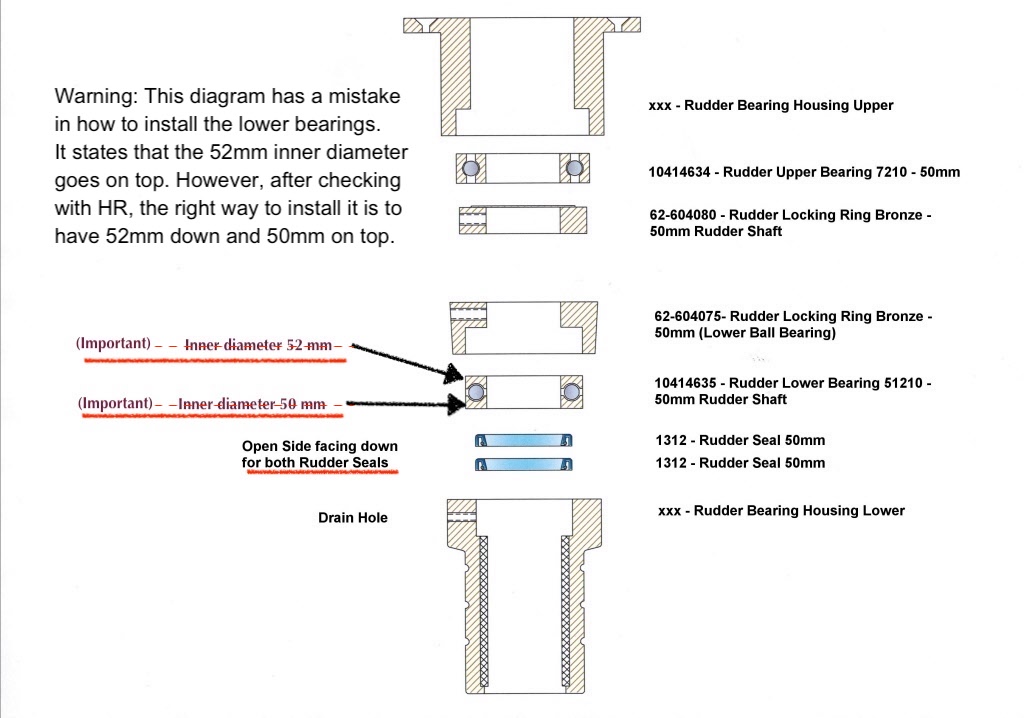 Warning: This diagram has a mistake
in how to install the lower bearings.
It states that the 52mm inner diameter
goes on top. However, after checking
with HR, the right way to install it is to
have 52mm down and 50mm on top.
xxx - Rudder Bearing Housing Upper
10414634 - Rudder Upper Bearing 7210 - 50mm
62-604080 - Rudder Locking Ring Bronze -
50mm Rudder Shaft
62-604075- Rudder Locking Ring Bronze -
50mm (Lower Ball Bearing)
(Important) - - Inner diameter 52 mm -
10414635 - Rudder Lower Bearing 51210 -
50mm Rudder Shaft
(Important) - - Inner diameter 50 mm
Open Side facing down
for both Rudder Seals
1312 - Rudder Seal 50mm
1312 - Rudder Seal 50mm
Drain Hole
xxx - Rudder Bearing Housing Lower